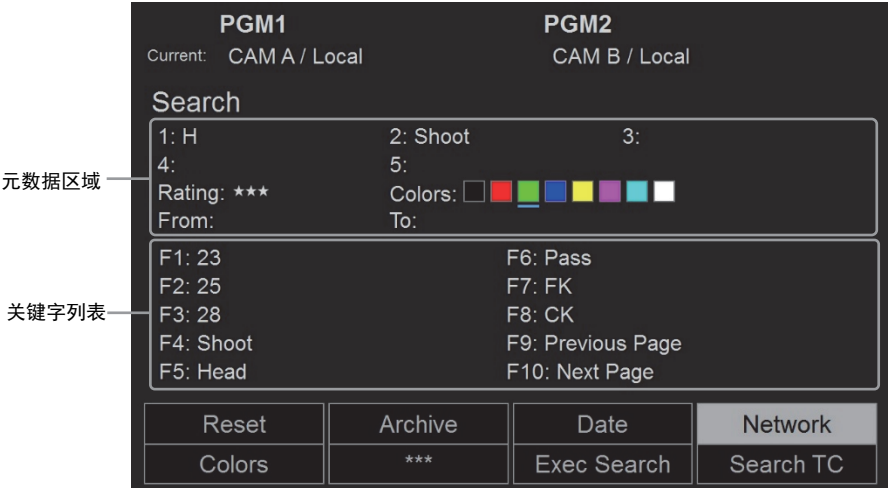 PGM1 PGM2
Current: CAM A / Local CAM B / Local
Search
1: H 2: Shoot 3:
4: 5:
元数据区域
Rating: ★★★ Colors:
From: To:
F1: 23 F6: Pass
F2: 25 F7: FK
关键字列表
F3: 28 F8: CK
F4: Shoot F9: Previous Page
F5: Head F10: Next Page
Reset Archive Date Network
Colors *** Exec Search Search TC